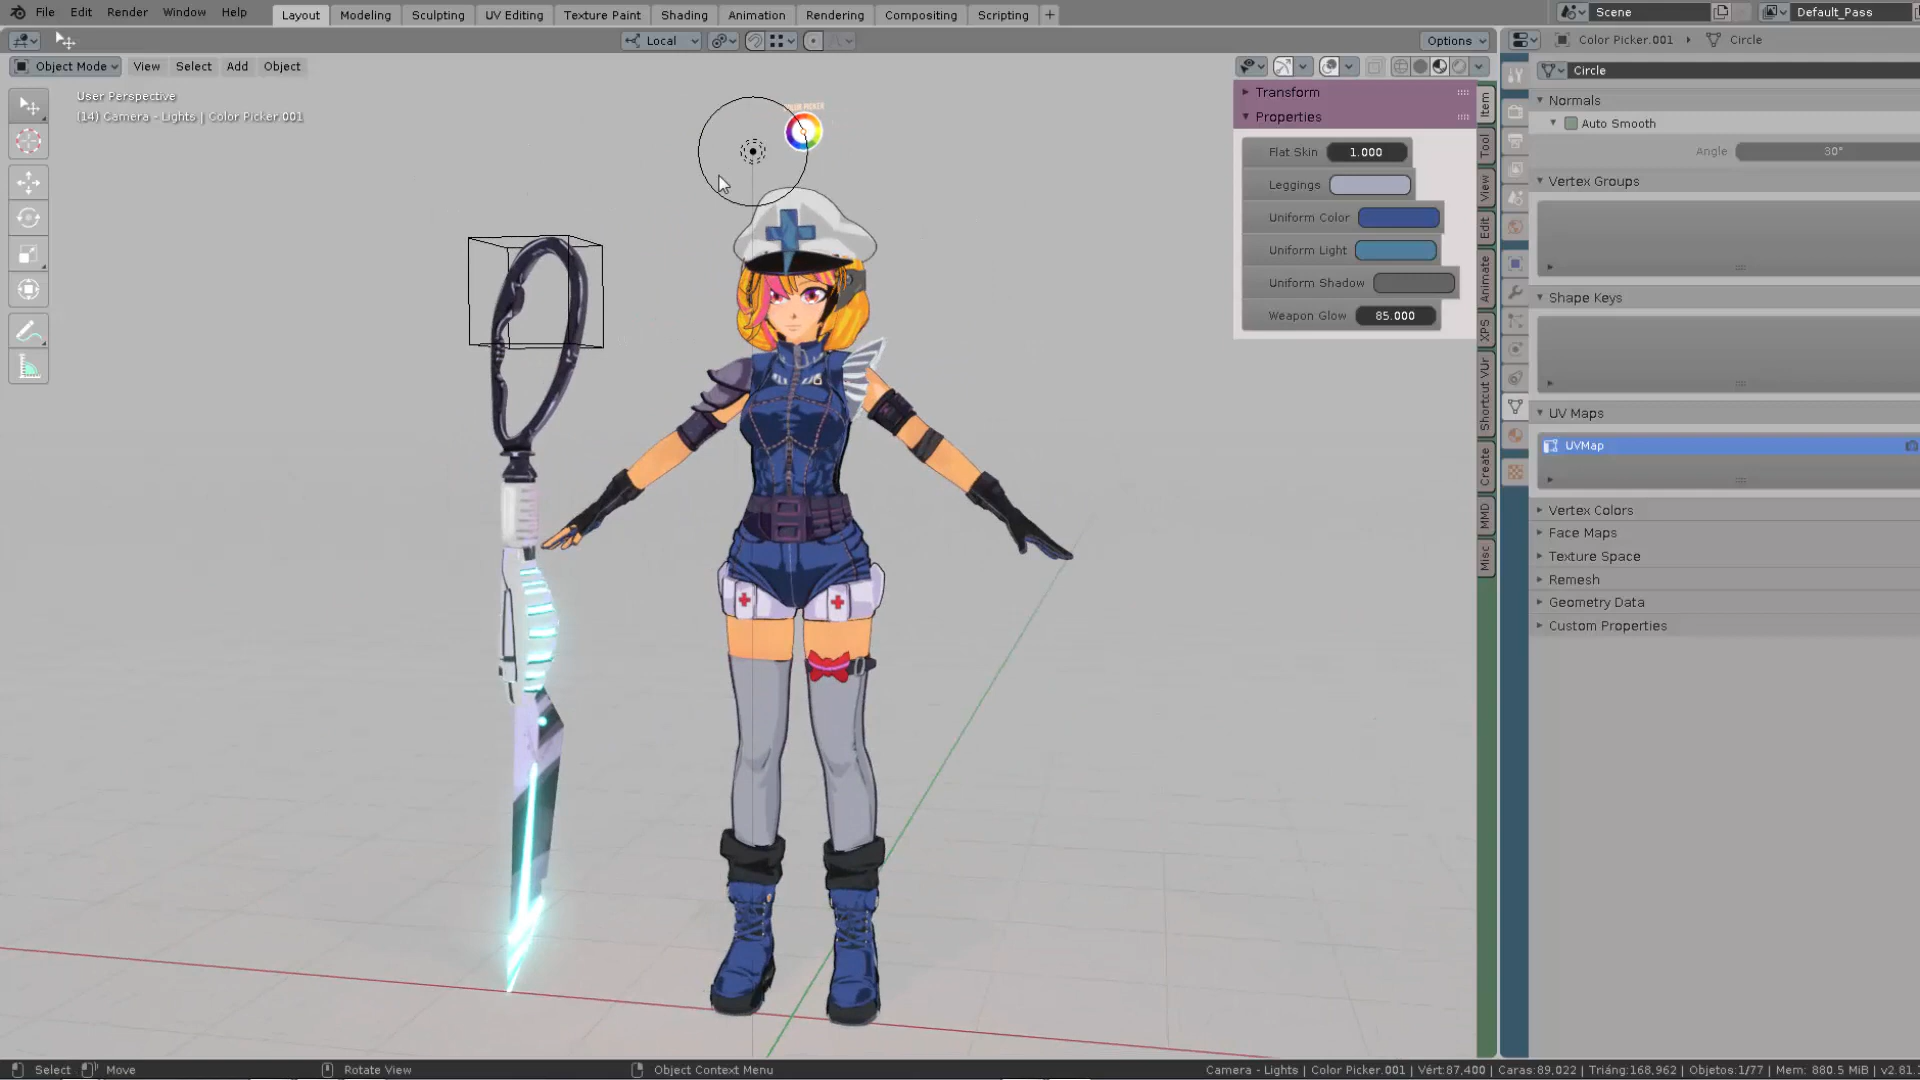 File Edit Render Window Help Layout Modeling Sculpting UV Editing Texture Paint Shading Animation Rendering Compositing Scripting + Scene Default_Pass
Local Options Color Picker.001 Circle
Object Mode View Select Add Object Circle
User Perspective
(14) Camera - Lights | Color Picker.001
COLOR PICKER
Transform
Properties
Flat Skin 1.000
Leggings
Uniform Color
Uniform Light
Uniform Shadow
Weapon Glow 85.000
Item
Tool
View
Edit
Animate
XPS
Shortcut VUr
Create
MMD
Misc
Normals
Auto Smooth
Angle 30°
Vertex Groups
Shape Keys
UV Maps
UVMap
Vertex Colors
Face Maps
Texture Space
Remesh
Geometry Data
Custom Properties
Select Move Rotate View Object Context Menu Camera - Lights | Color Picker.001 | Vért:87,400 | Caras:89,022 | Triáng:168,962 | Objetos:1/77 | Mem: 880.5 MiB | v2.81.